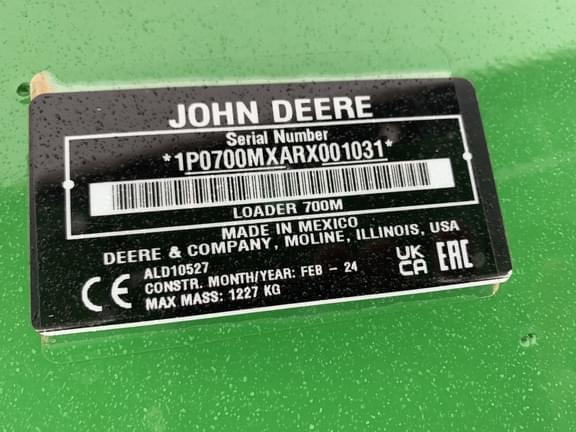 JOHN DEERE
Serial Number
*1P0700MXARX001031*
LOADER 700M
MADE IN MEXICO
DEERE & COMPANY, MOLINE, ILLINOIS, USA
CE ALD10527 UK CA EAC
CONSTR. MONTH/YEAR: FEB - 24
MAX MASS: 1227 KG